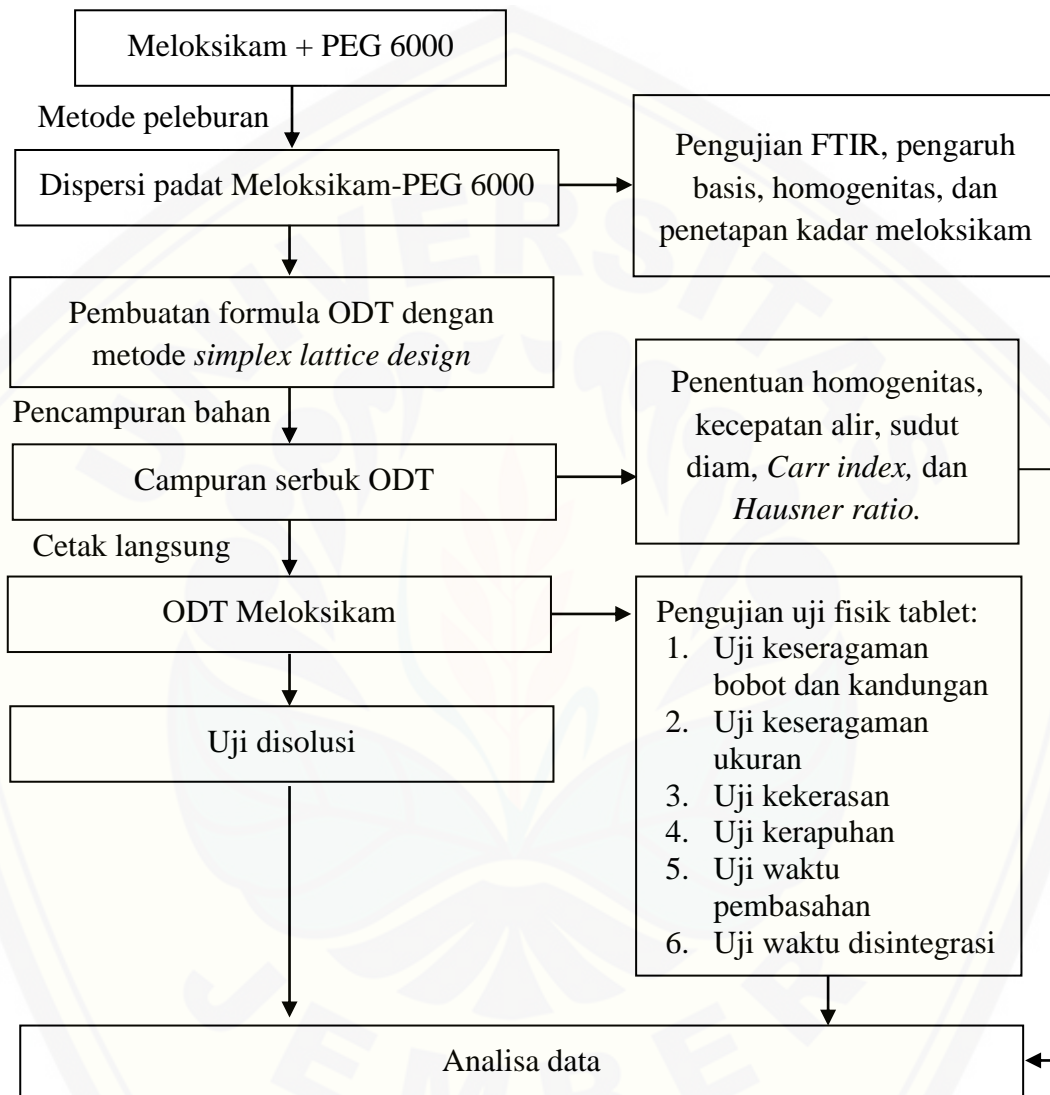 Meloksikam + PEG 6000
Metode peleburan
Dispersi padat Meloksikam-PEG 6000
Pengujian FTIR, pengaruh
basis, homogenitas, dan
penetapan kadar meloksikam
Pembuatan formula ODT dengan
metode simplex lattice design
Pencampuran bahan
Campuran serbuk ODT
Penentuan homogenitas,
kecepatan alir, sudut
diam, Carr index, dan
Hausner ratio.
Cetak langsung
ODT Meloksikam
Pengujian uji fisik tablet:
1. Uji keseragaman
bobot dan kandungan
2. Uji keseragaman
ukuran
3. Uji kekerasan
4. Uji kerapuhan
5. Uji waktu
pembasahan
6. Uji waktu disintegrasi
Uji disolusi
Analisa data
UNIVERSITAS
JEMBER